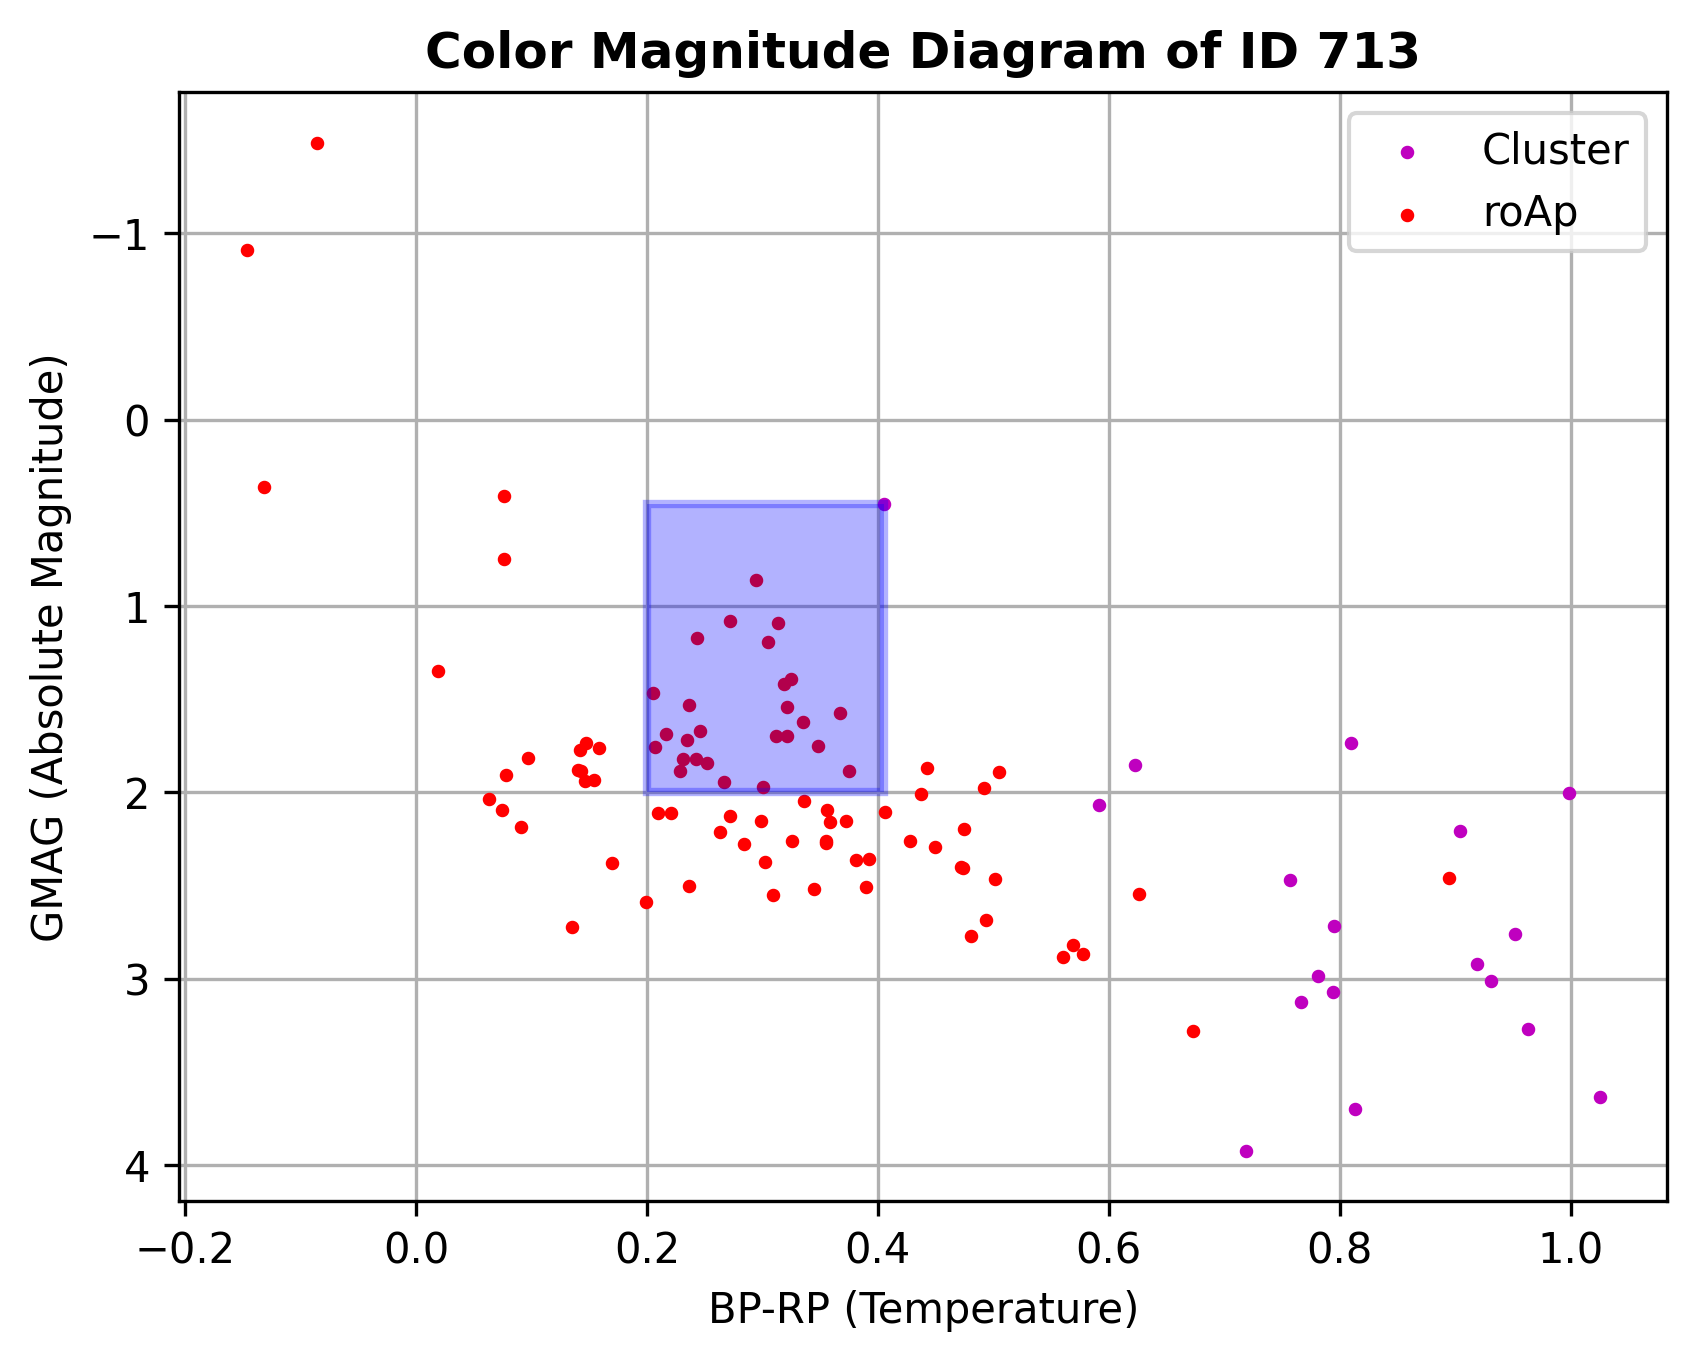 Color Magnitude Diagram of ID 713
Cluster
roAp
GMAG (Absolute Magnitude)
−1
0
1
2
3
4
−0.2 0.0 0.2 0.4 0.6 0.8 1.0
BP-RP (Temperature)